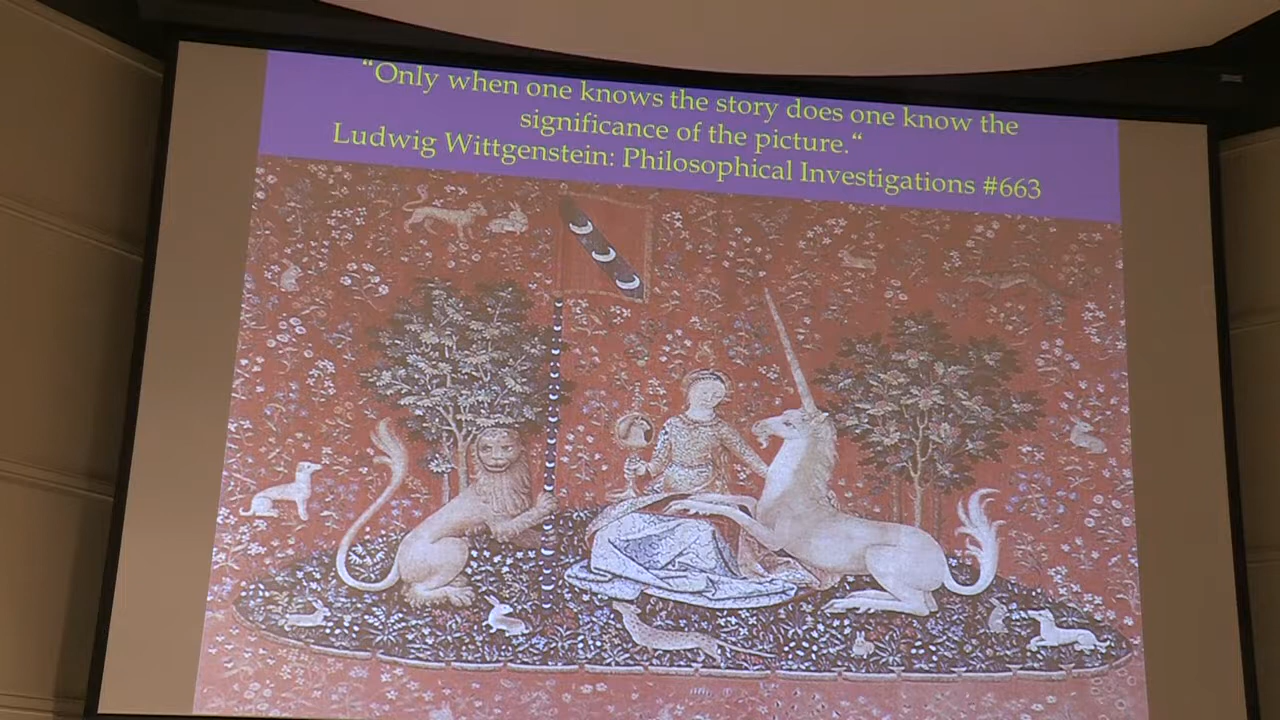 “Only when one knows the story does one know the
significance of the picture.“
Ludwig Wittgenstein: Philosophical Investigations #663